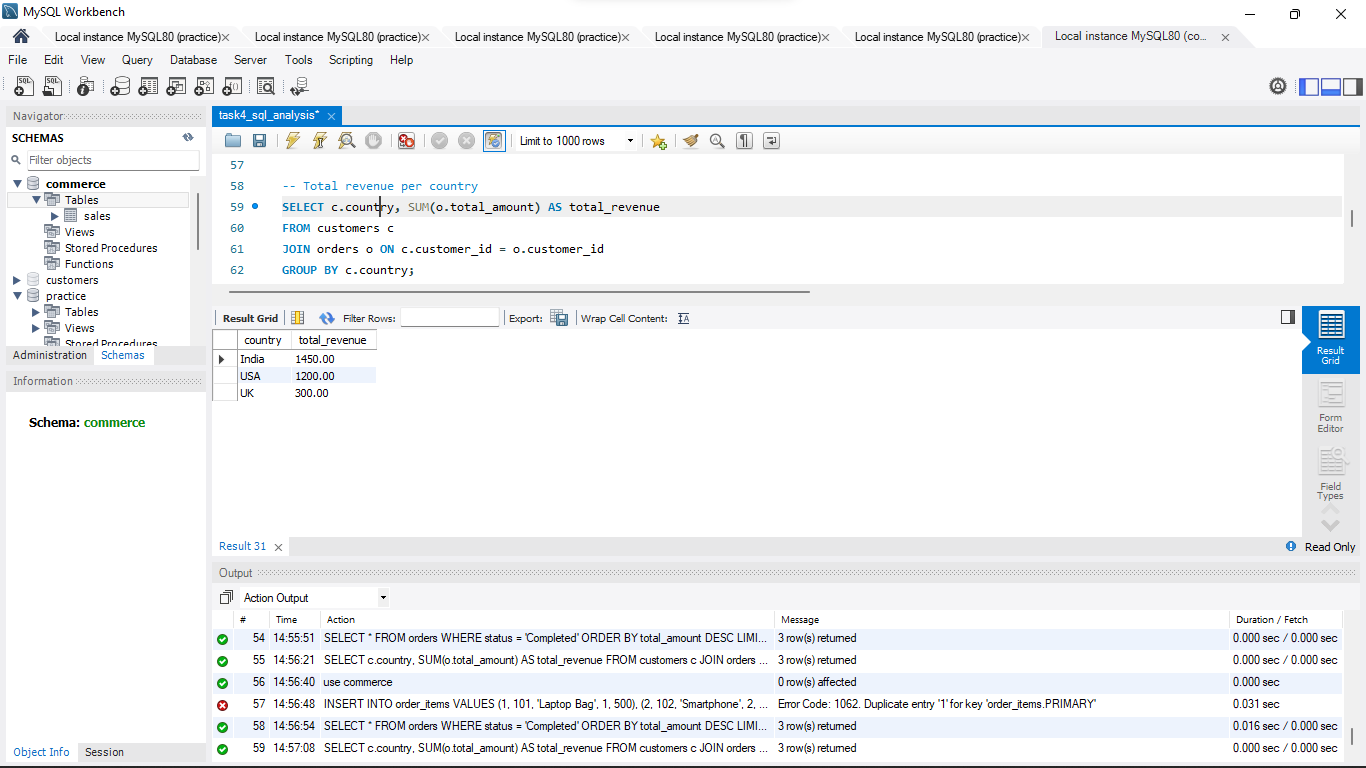 MySQL Workbench
Local instance MySQL80 (practice)× Local instance MySQL80 (practice)× Local instance MySQL80 (practice)× Local instance MySQL80 (practice)× Local instance MySQL80 (practice)× Local instance MySQL80 (co... ×
File Edit View Query Database Server Tools Scripting Help
Navigator
SCHEMAS
Filter objects
commerce
Tables
sales
Views
Stored Procedures
Functions
customers
practice
Tables
Views
Stored Procedures
Administration Schemas
Information
Schema: commerce
Object Info Session
task4_sql_analysis* ×
Limit to 1000 rows
57
58 -- Total revenue per country
59 SELECT c.country, SUM(o.total_amount) AS total_revenue
60 FROM customers c
61 JOIN orders o ON c.customer_id = o.customer_id
62 GROUP BY c.country;
Result Grid Filter Rows: Export: Wrap Cell Content:
country total_revenue
India 1450.00
USA 1200.00
UK 300.00
Result Grid
Form Editor
Field Types
Result 31 × Read Only
Output
Action Output
# Time Action Message Duration / Fetch
54 14:55:51 SELECT * FROM orders WHERE status = 'Completed' ORDER BY total_amount DESC LIMI... 3 row(s) returned 0.000 sec / 0.000 sec
55 14:56:21 SELECT c.country, SUM(o.total_amount) AS total_revenue FROM customers c JOIN orders ... 3 row(s) returned 0.000 sec / 0.000 sec
56 14:56:40 use commerce 0 row(s) affected 0.000 sec
57 14:56:48 INSERT INTO order_items VALUES (1, 101, 'Laptop Bag', 1, 500), (2, 102, 'Smartphone', 2, ... Error Code: 1062. Duplicate entry '1' for key 'order_items.PRIMARY' 0.031 sec
58 14:56:54 SELECT * FROM orders WHERE status = 'Completed' ORDER BY total_amount DESC LIMI... 3 row(s) returned 0.016 sec / 0.000 sec
59 14:57:08 SELECT c.country, SUM(o.total_amount) AS total_revenue FROM customers c JOIN orders ... 3 row(s) returned 0.000 sec / 0.000 sec